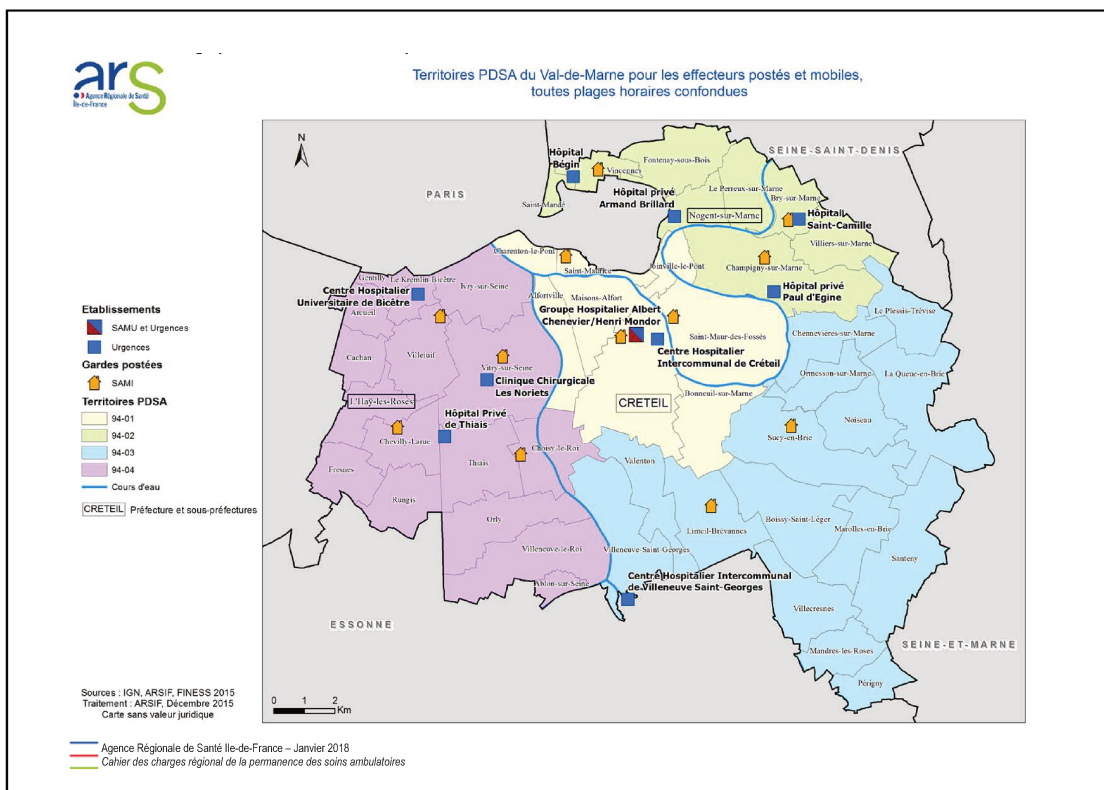 ars
Agence Régionale de Santé
Île-de-France
Territoires PDSA du Val-de-Marne pour les effecteurs postés et mobiles,
toutes plages horaires confondues
N
PARIS
SEINE-SAINT-DENIS
Hôpital
Bégin
Vincennes
Fontenay-sous-Bois
Saint-Mandé
Hôpital privé
Armand Brillard
Le Perreux-sur-Marne
Nogent-sur-Marne
Bry-sur-Marne
Hôpital
Saint-Camille
Villiers-sur-Marne
Charenton-le-Pont
Saint-Maurice
Joinville-le-Pont
Champigny-sur-Marne
Hôpital privé
Paul d'Egine
Gentilly
Le Kremlin-Bicêtre
Ivry-sur-Seine
Centre Hospitalier
Universitaire de Bicêtre
Arcueil
Alfortville
Maisons-Alfort
Groupe Hospitalier Albert
Chenevier/Henri Mondor
Saint-Maur-des-Fossés
Centre Hospitalier
Intercommunal de Créteil
Le Plessis-Trévise
Chennevières-sur-Marne
Cachan
Villejuif
Vitry-sur-Seine
Clinique Chirurgicale
Les Noriets
Ormesson-sur-Marne
La Queue-en-Brie
Bonneuil-sur-Marne
L'Haÿ-les-Roses
CRETEIL
Hôpital Privé
de Thiais
Chevilly-Larue
Noiseau
Sucy-en-Brie
Choisy-le-Roi
Thiais
Fresnes
Rungis
Valenton
Orly
Limeil-Brévannes
Boissy-Saint-Léger
Marolles-en-Brie
Villeneuve-le-Roi
Villeneuve-Saint-Georges
Santeny
Ablon-sur-Seine
Centre Hospitalier Intercommunal
de Villeneuve Saint-Georges
Villecresnes
ESSONNE
SEINE-ET-MARNE
Mandres-les-Roses
Périgny
0 1 2
Km
Etablissements
SAMU et Urgences
Urgences
Gardes postées
SAMI
Territoires PDSA
94-01
94-02
94-03
94-04
Cours d'eau
CRETEIL Préfecture et sous-préfectures
Sources : IGN, ARSIF, FINESS 2015
Traitement : ARSIF, Décembre 2015
Carte sans valeur juridique
Agence Régionale de Santé Ile-de-France – Janvier 2018
Cahier des charges régional de la permanence des soins ambulatoires